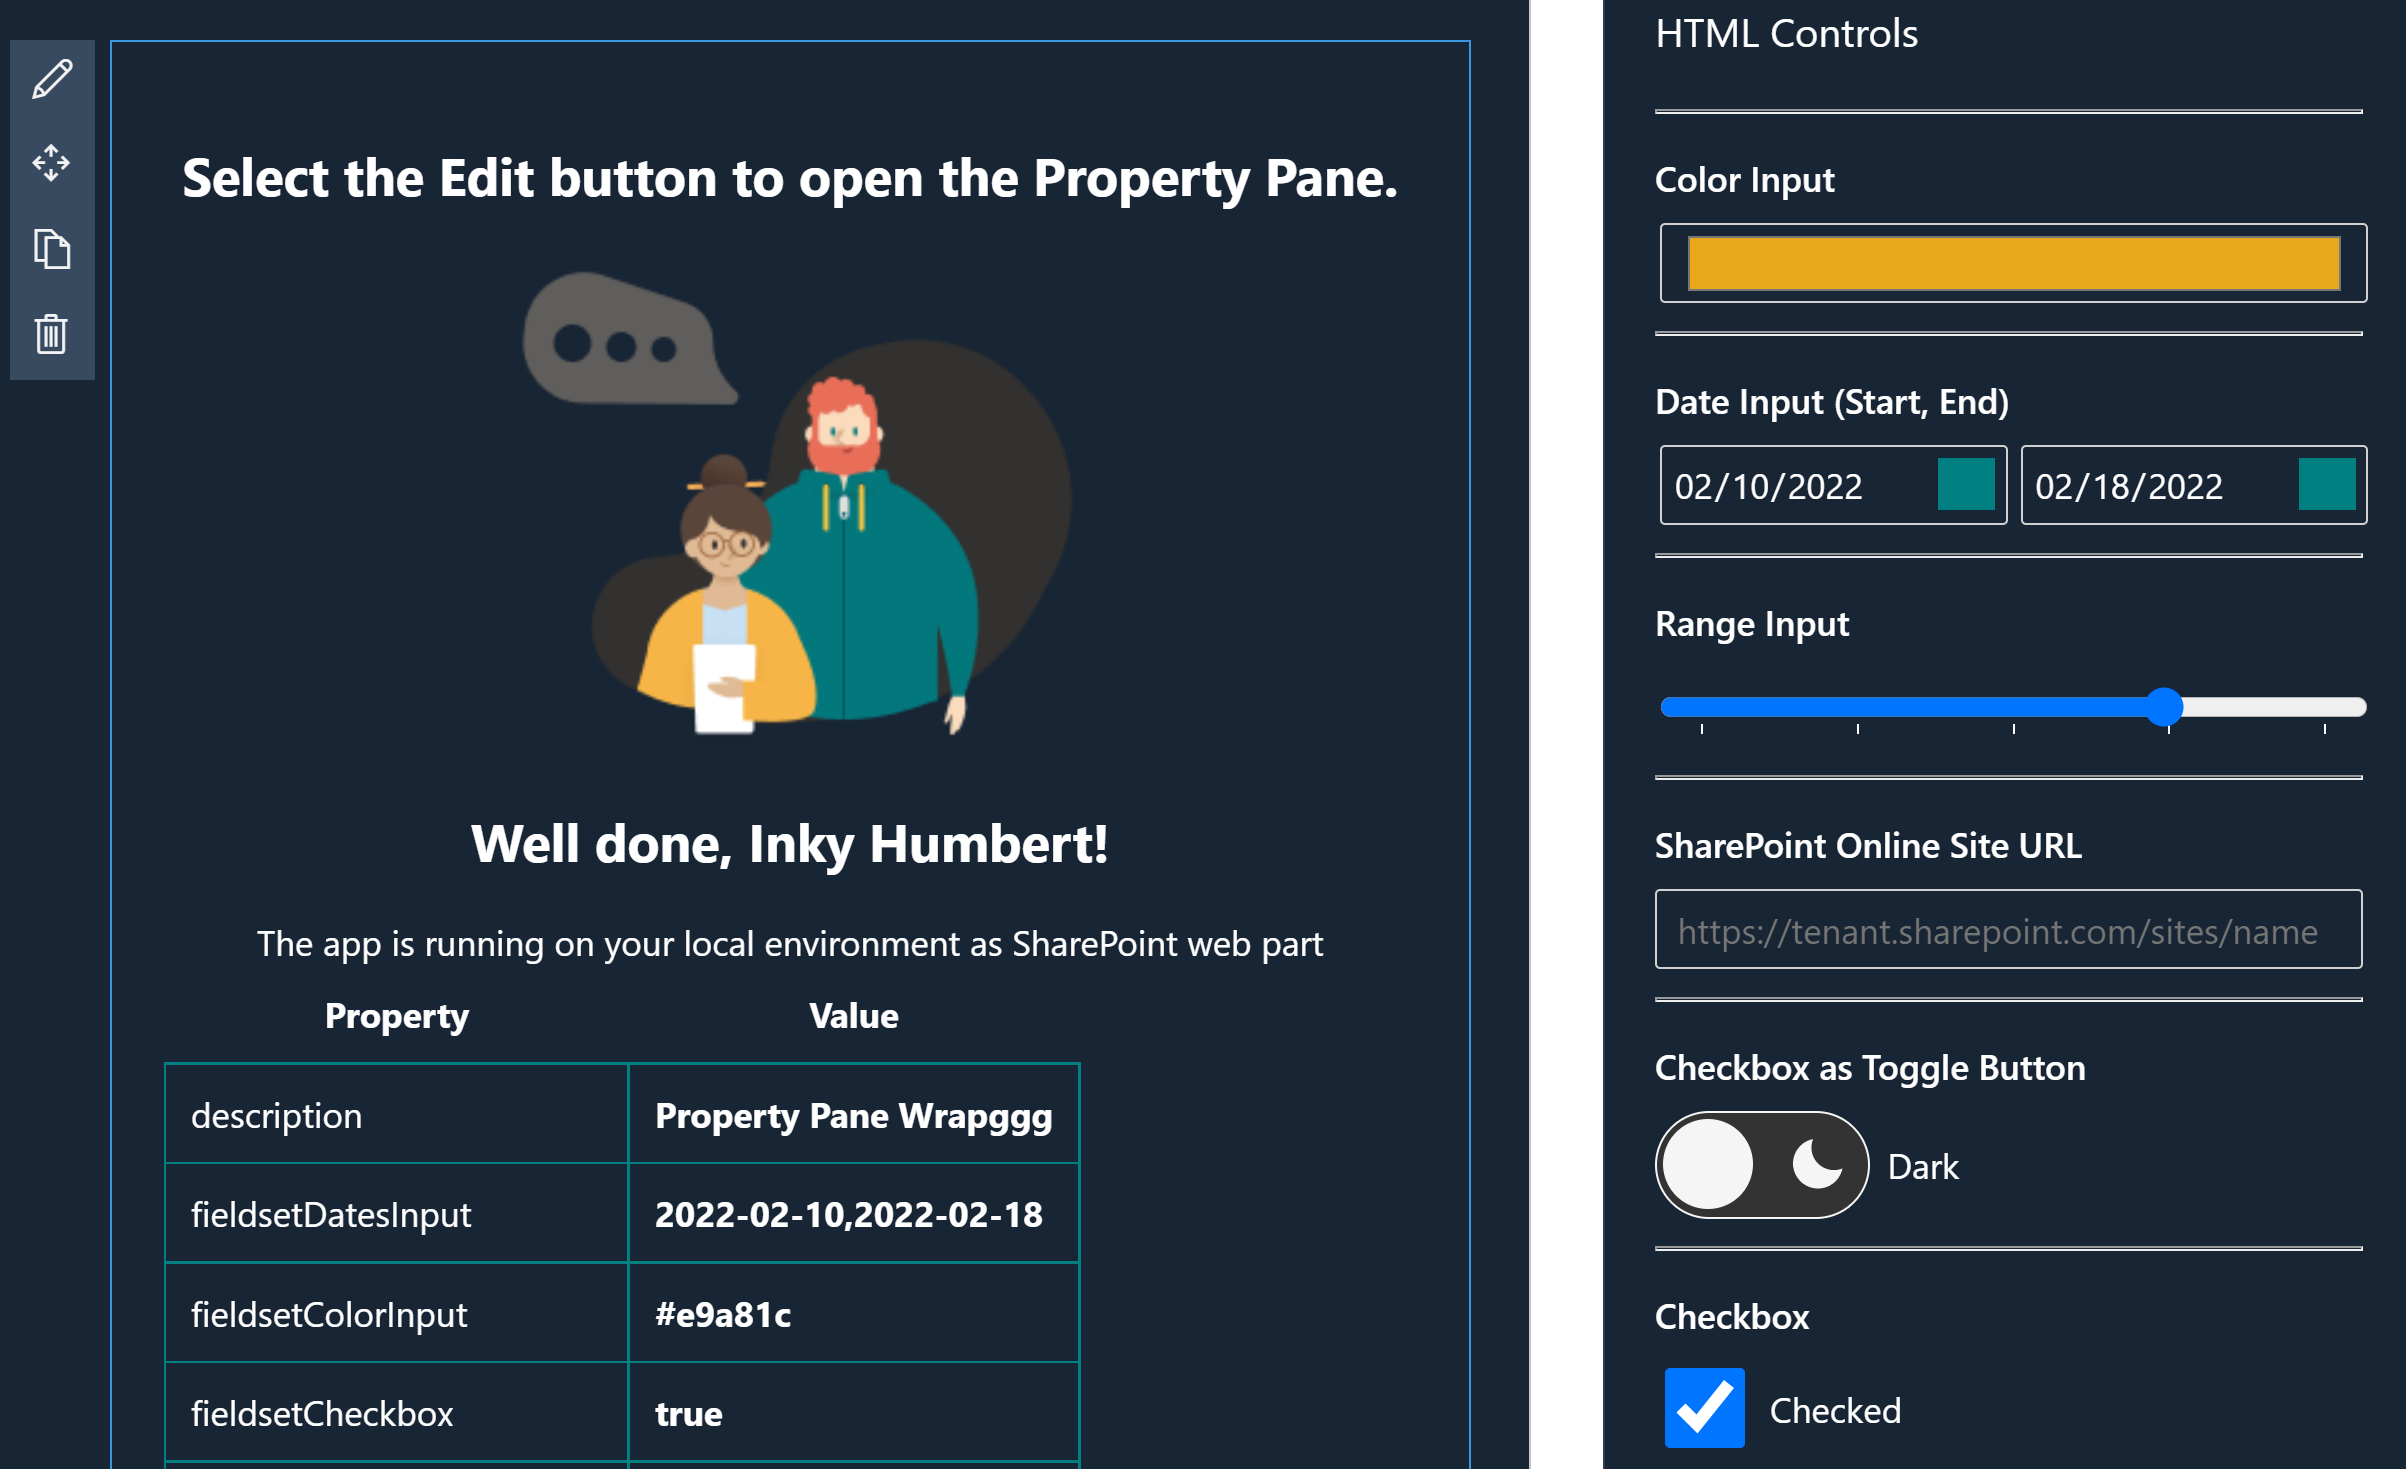 Select the Edit button to open the Property Pane.
Well done, Inky Humbert!
The app is running on your local environment as SharePoint web part
Property Value
description Property Pane Wrapggg
fieldsetDatesInput 2022-02-10,2022-02-18
fieldsetColorInput #e9a81c
fieldsetCheckbox true
HTML Controls
Color Input
Date Input (Start, End)
02/10/2022 02/18/2022
Range Input
SharePoint Online Site URL
https://tenant.sharepoint.com/sites/name
Checkbox as Toggle Button
Dark
Checkbox
Checked